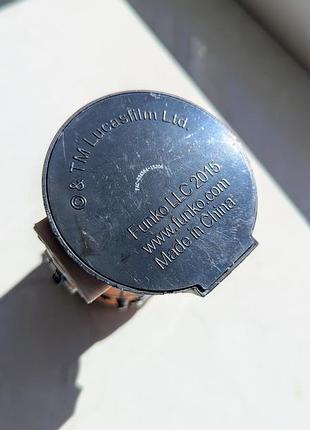 © & TM Lucasfilm Ltd.
Funko LLC 2015
www.funko.com
Made in China